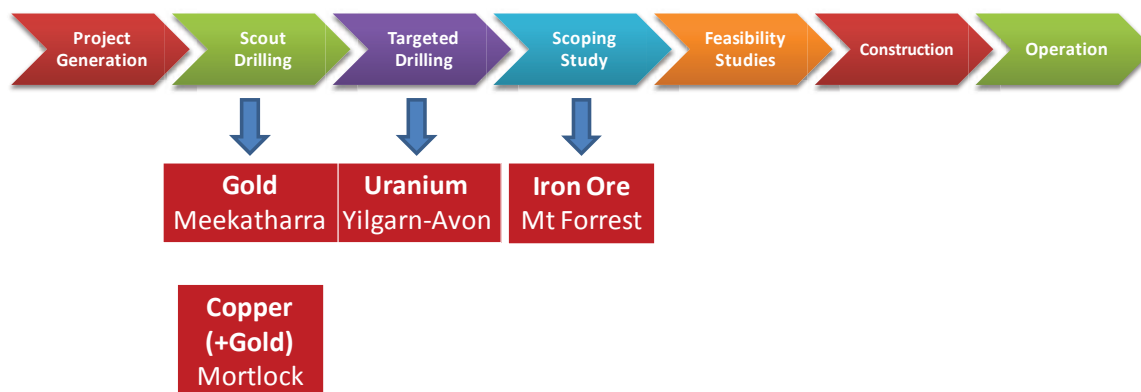 Project
Generation
Scout
Drilling
Targeted
Drilling
Scoping
Study
Feasibility
Studies
Construction
Operation
Gold
Meekatharra
Uranium
Yilgarn-Avon
Iron Ore
Mt Forrest
Copper
(+Gold)
Mortlock